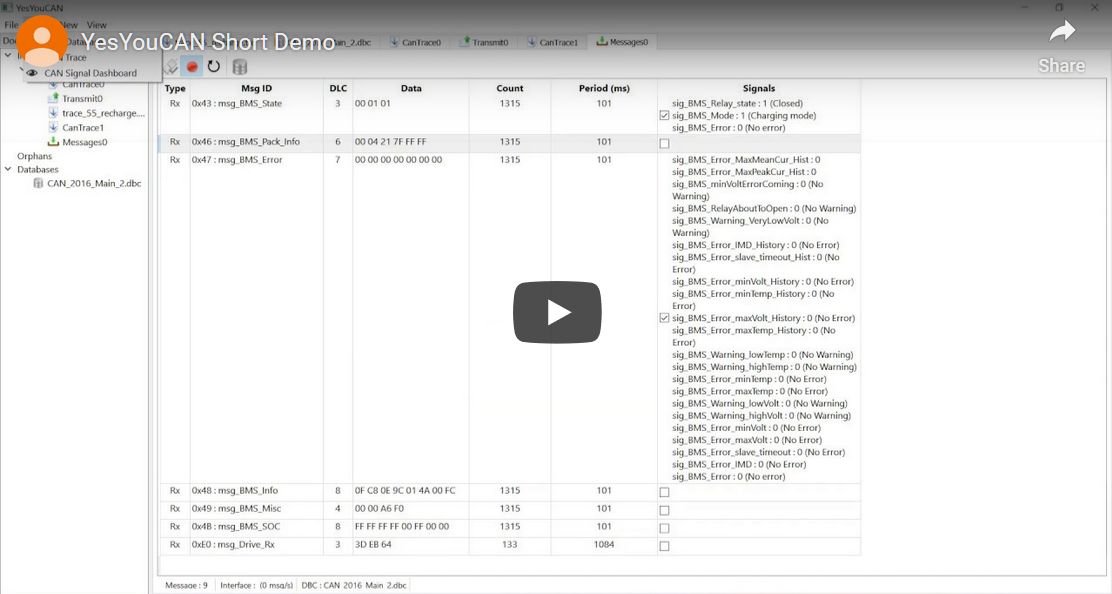 YesYouCAN
File
View
View
YesYouCAN Short Demo
Share
Main_2.dbc
CanTrace0
Transmit0
CanTrace1
Messages0
Trace
CAN Signal Dashboard
CanTrace0
Transmit0
trace_55_recharge....
CanTrace1
Messages0
Orphans
Databases
CAN_2016_Main_2.dbc
Type Msg ID DLC Data Count Period (ms) Signals
Rx 0x43 : msg_BMS_State 3 00 01 01 1315 101
sig_BMS_Relay_state : 1 (Closed)
sig_BMS_Mode : 1 (Charging mode)
sig_BMS_Error : 0 (No error)
Rx 0x46 : msg_BMS_Pack_Info 6 00 04 21 7F FF FF 1315 101
Rx 0x47 : msg_BMS_Error 7 00 00 00 00 00 00 00 1315 101
sig_BMS_Error_MaxMeanCur_Hist : 0
sig_BMS_Error_MaxPeakCur_Hist : 0
sig_BMS_minVoltErrorComing : 0 (No
Warning)
sig_BMS_RelayAboutToOpen : 0 (No Warning)
sig_BMS_Warning_VeryLowVolt : 0 (No
Warning)
sig_BMS_Error_IMD_History : 0 (No Error)
sig_BMS_Error_slave_timeout_Hist : 0 (No
Error)
sig_BMS_Error_minVolt_History : 0 (No Error)
sig_BMS_Error_minTemp_History : 0 (No
Error)
sig_BMS_Error_maxVolt_History : 0 (No Error)
sig_BMS_Error_maxTemp_History : 0 (No
Error)
sig_BMS_Warning_lowTemp : 0 (No Warning)
sig_BMS_Warning_highTemp : 0 (No Warning)
sig_BMS_Error_minTemp : 0 (No Error)
sig_BMS_Error_maxTemp : 0 (No Error)
sig_BMS_Warning_lowVolt : 0 (No Warning)
sig_BMS_Warning_highVolt : 0 (No Warning)
sig_BMS_Error_minVolt : 0 (No Error)
sig_BMS_Error_maxVolt : 0 (No Error)
sig_BMS_Error_slave_timeout : 0 (No Error)
sig_BMS_Error_IMD : 0 (No Error)
sig_BMS_Error : 0 (No error)
Rx 0x48 : msg_BMS_Info 8 0F C8 0E 9C 01 4A 00 FC 1315 101
Rx 0x49 : msg_BMS_Misc 4 00 00 A6 F0 1315 101
Rx 0x4B : msg_BMS_SOC 8 FF FF FF FF 00 FF 00 00 1315 101
Rx 0xE0 : msg_Drive_Rx 3 3D EB 64 133 1084
Message : 9 Interface : (0 msg/s) DBC : CAN_2016_Main_2.dbc